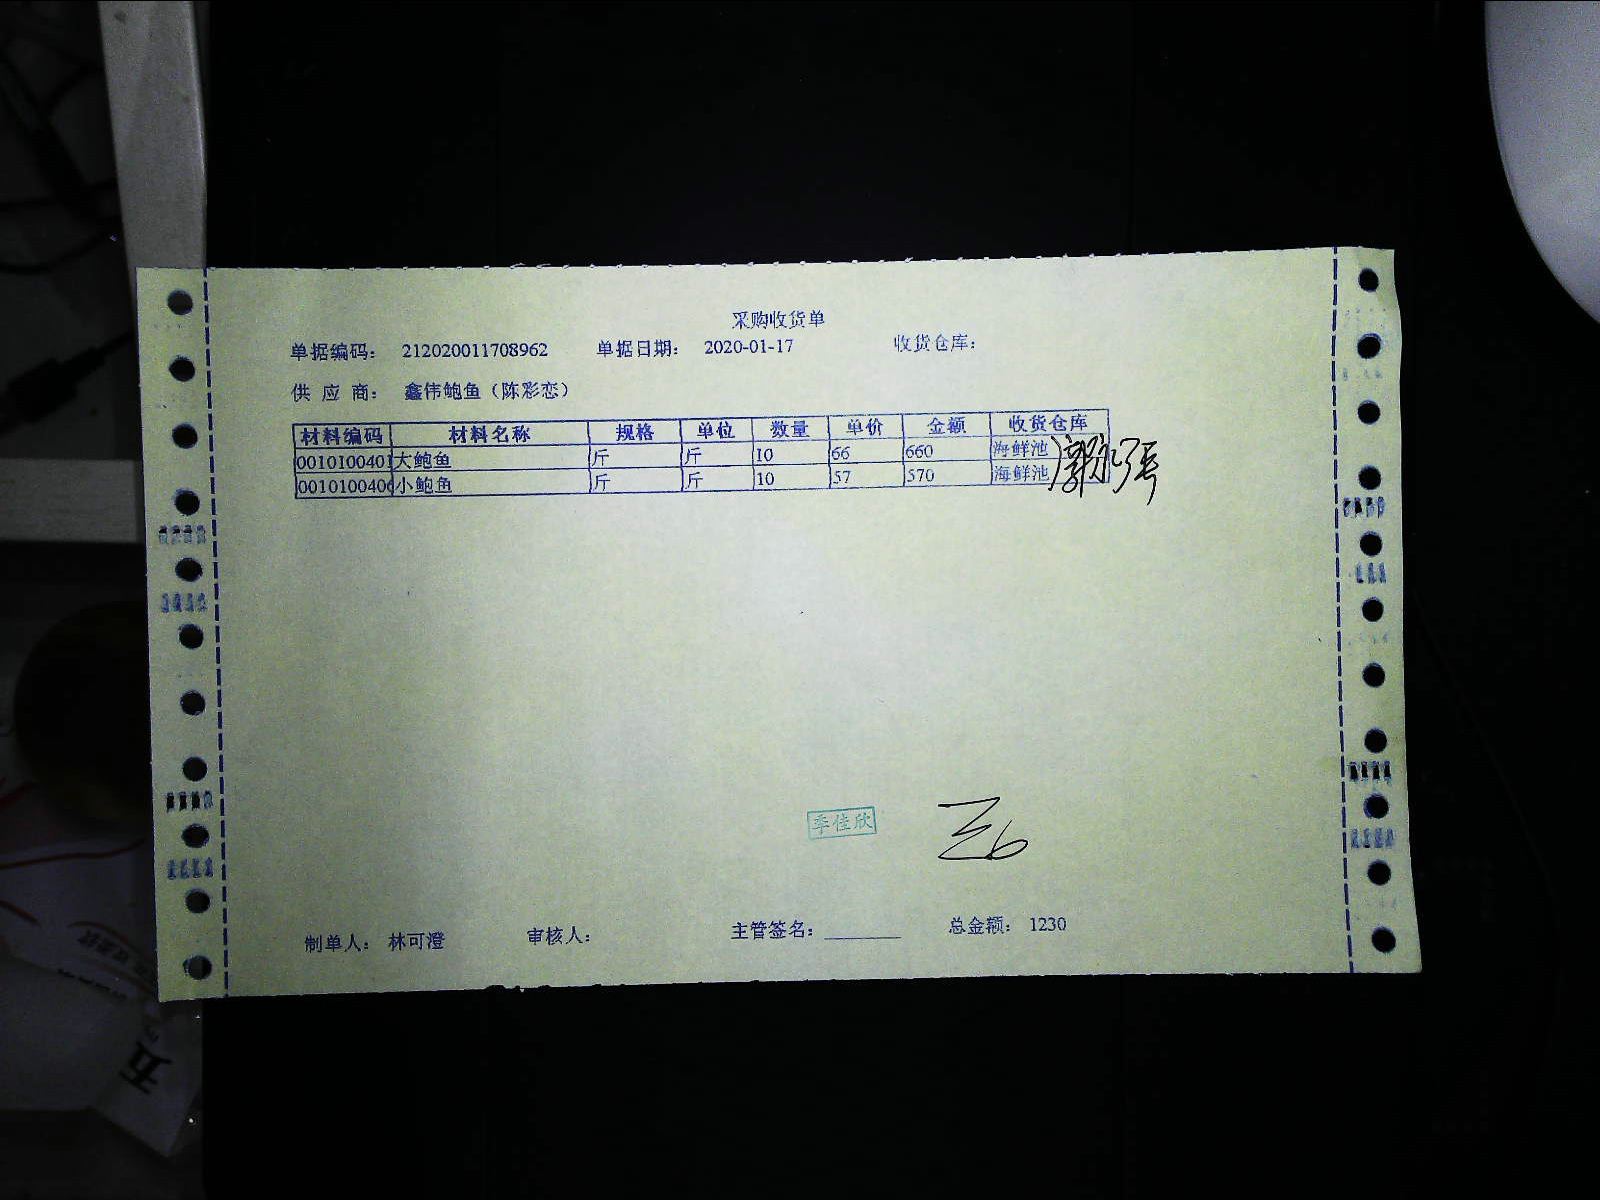 采购收货单
单据编码: 212020011708962 单据日期: 2020-01-17 收货仓库:
供 应 商: 鑫伟鲍鱼（陈彩恋）
材料编码 材料名称 规格 单位 数量 单价 金额 收货仓库
0010100401 大鲍鱼 斤 斤 10 66 660 海鲜池
0010100406 小鲍鱼 斤 斤 10 57 570 海鲜池
季佳欣
制单人: 林可澄 审核人: 主管签名: 总金额: 1230
五